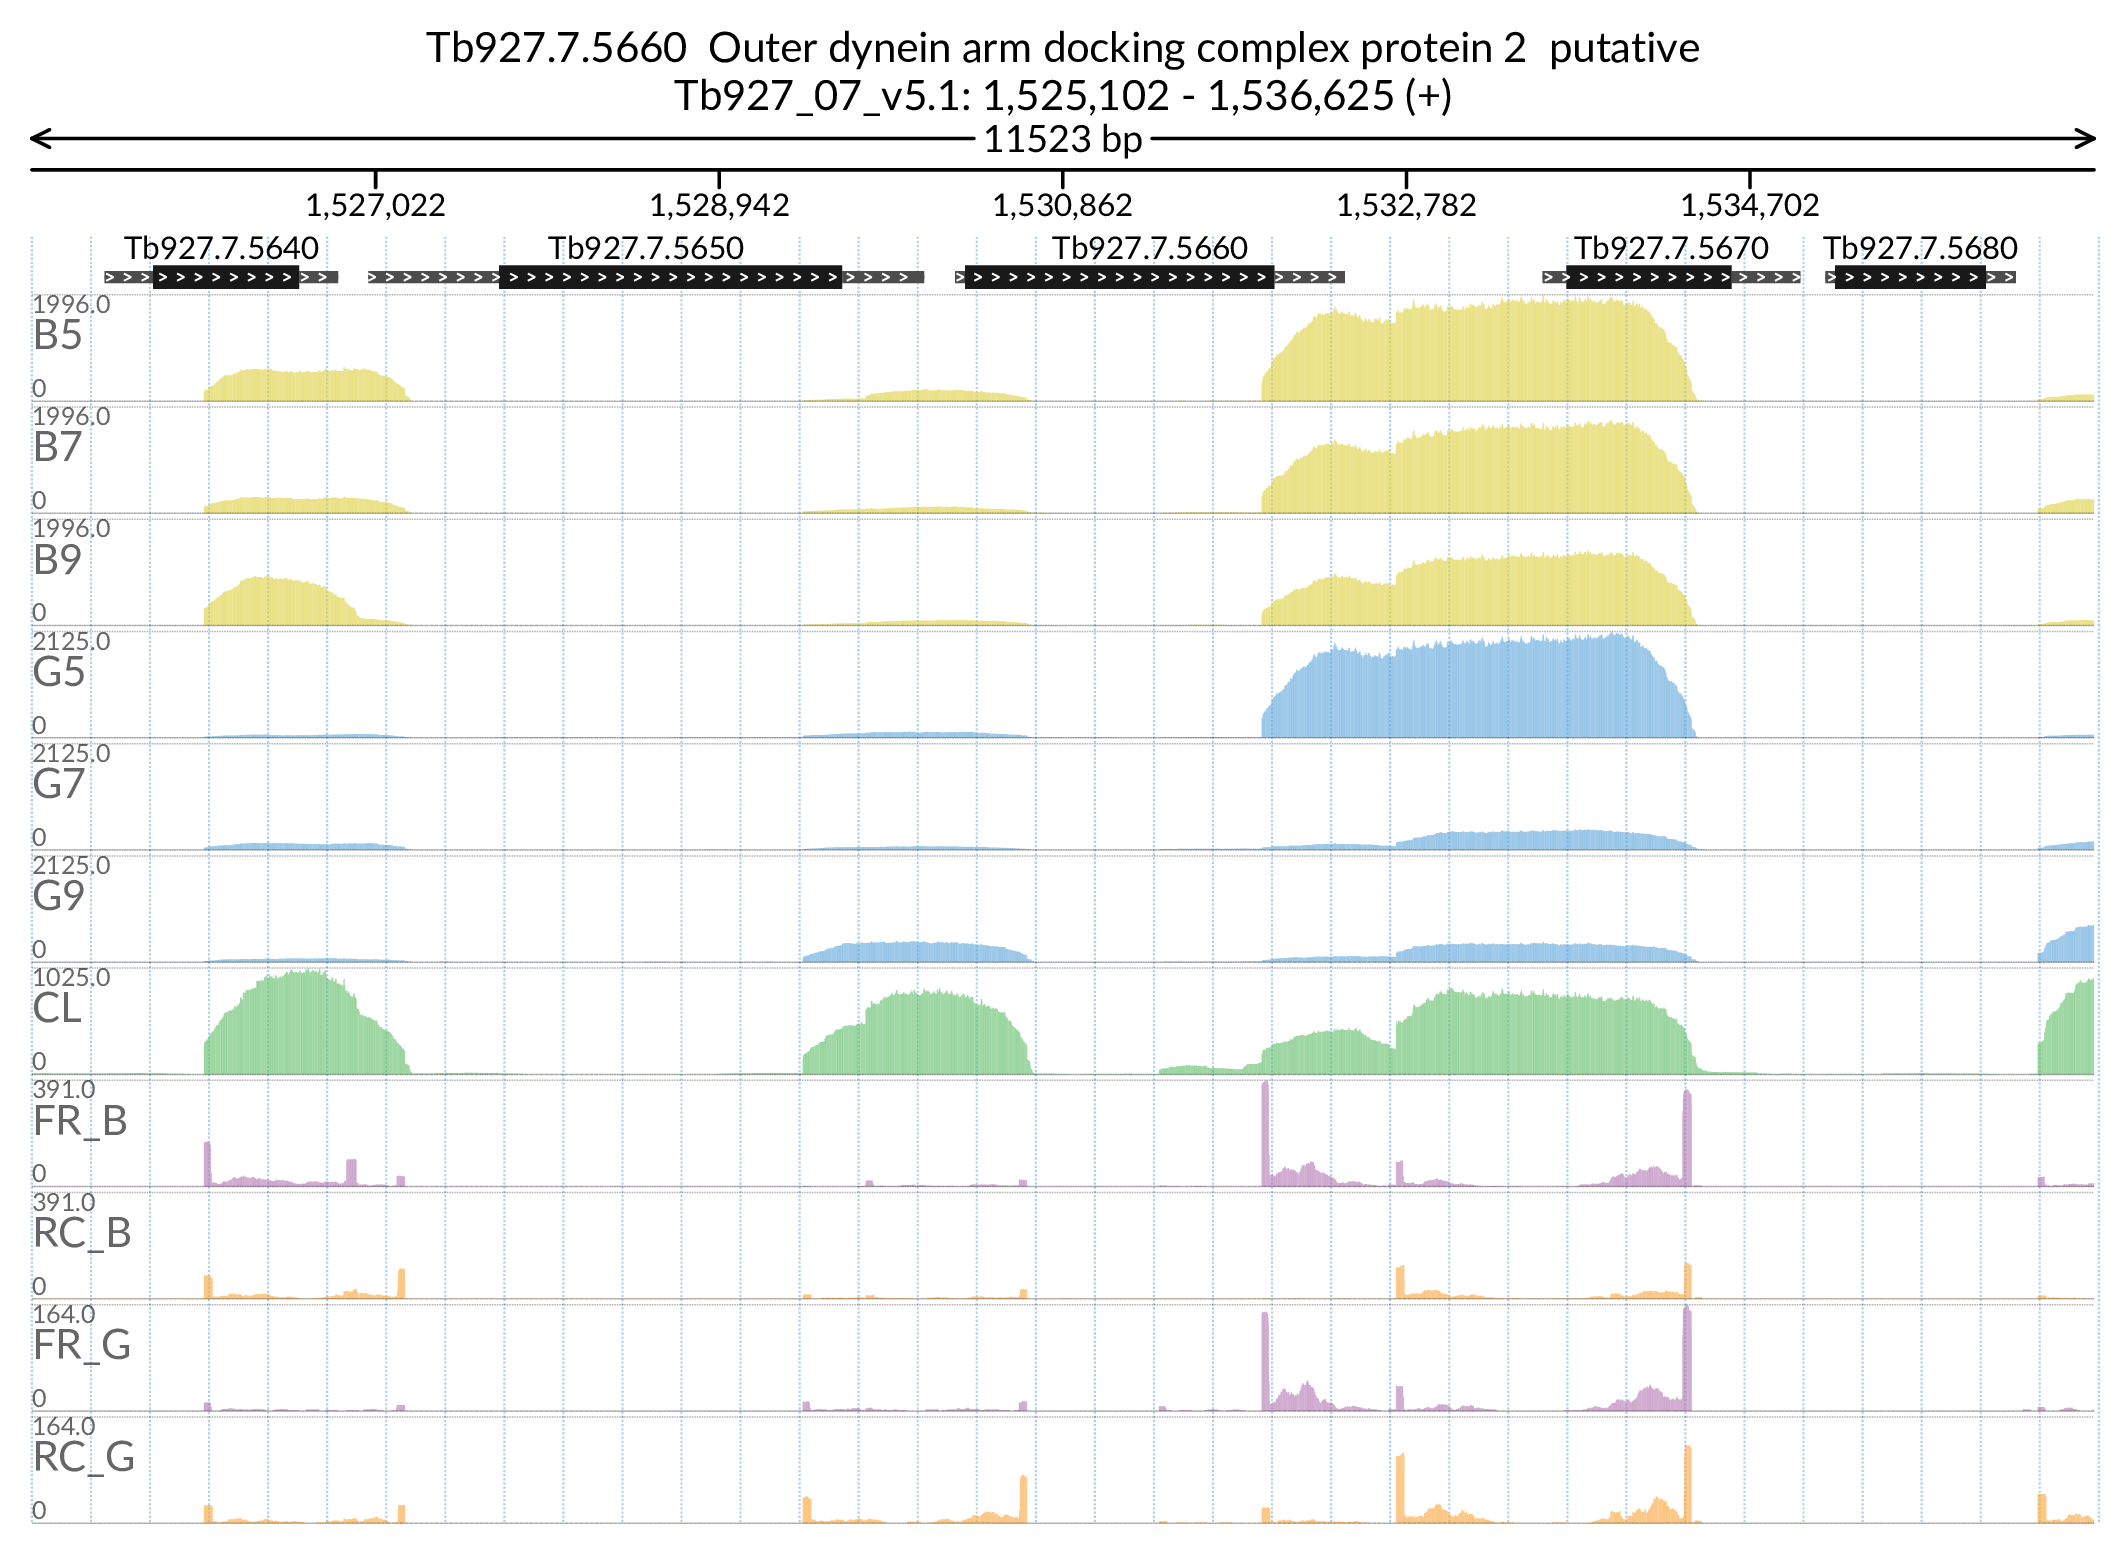 Tb927.7.5660  Outer dynein arm docking complex protein 2  putative
Tb927_07_v5.1: 1,525,102 - 1,536,625 (+)
11523 bp
1,527,022 1,528,942 1,530,862 1,532,782 1,534,702
Tb927.7.5640 Tb927.7.5650 Tb927.7.5660 Tb927.7.5670 Tb927.7.5680
1996.0
B5
0
1996.0
B7
0
1996.0
B9
0
2125.0
G5
0
2125.0
G7
0
2125.0
G9
0
1025.0
CL
0
391.0
FR_B
0
391.0
RC_B
0
164.0
FR_G
0
164.0
RC_G
0